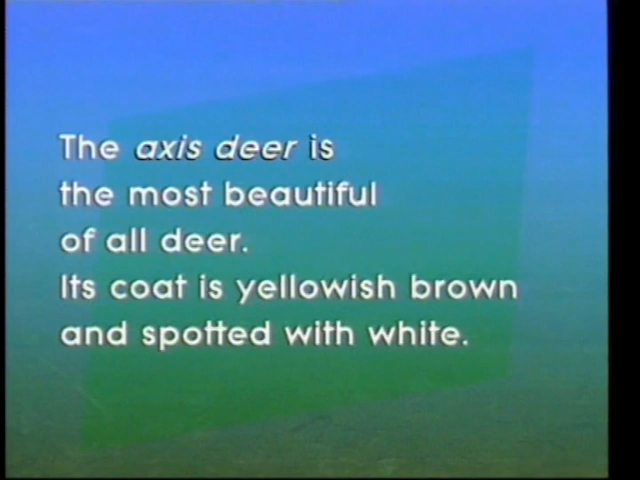 The axis deer is
the most beautiful
of all deer.
Its coat is yellowish brown
and spotted with white.